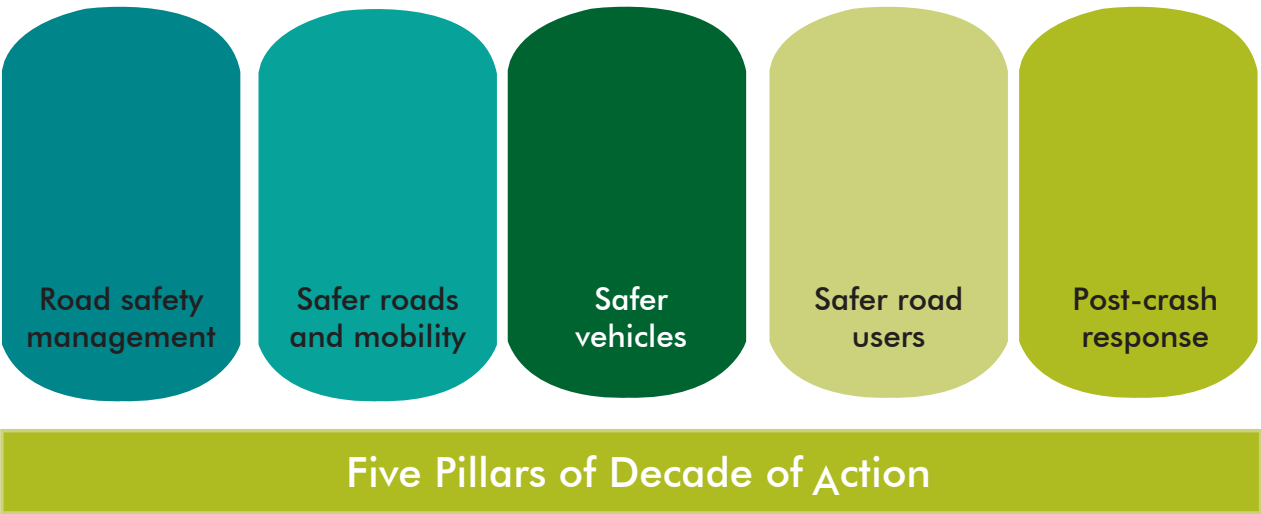 Road safety
management
Safer roads
and mobility
Safer
vehicles
Safer road
users
Post-crash
response
Five Pillars of Decade of Action